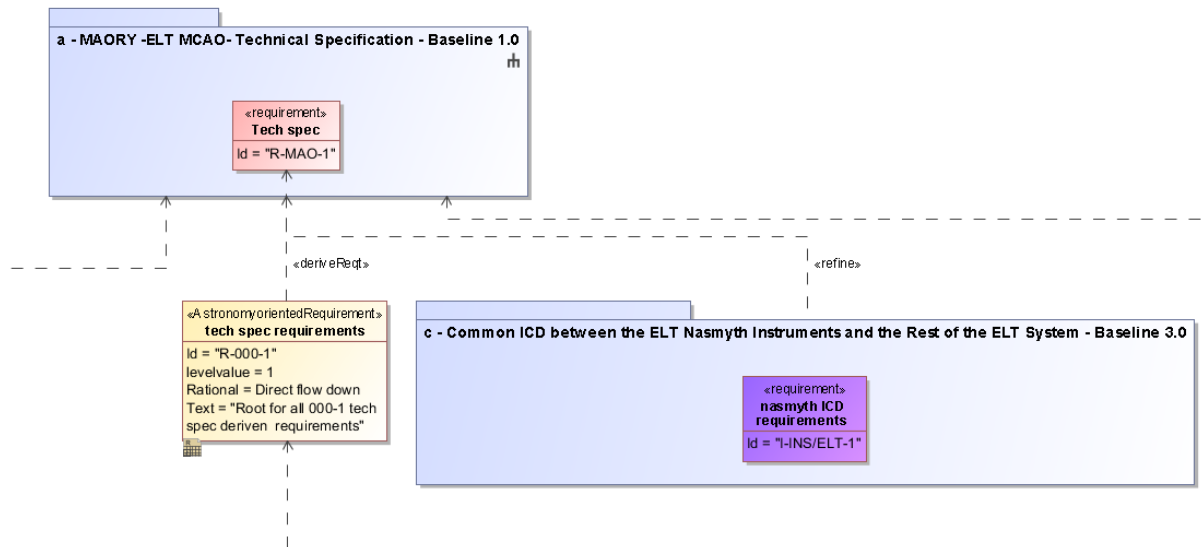 a - MAORY -ELT MCAO- Technical Specification - Baseline 1.0
«requirement»
Tech spec
Id = "R-MAO-1"
«deriveReqt»
«refine»
«AstronomyorientedRequirement»
tech spec requirements
Id = "R-000-1"
levelvalue = 1
Rational = Direct flow down
Text = "Root for all 000-1 tech
spec deriven requirements"
c - Common ICD between the ELT Nasmyth Instruments and the Rest of the ELT System - Baseline 3.0
«requirement»
nasmyth ICD
requirements
Id = "I-INS/ELT-1"